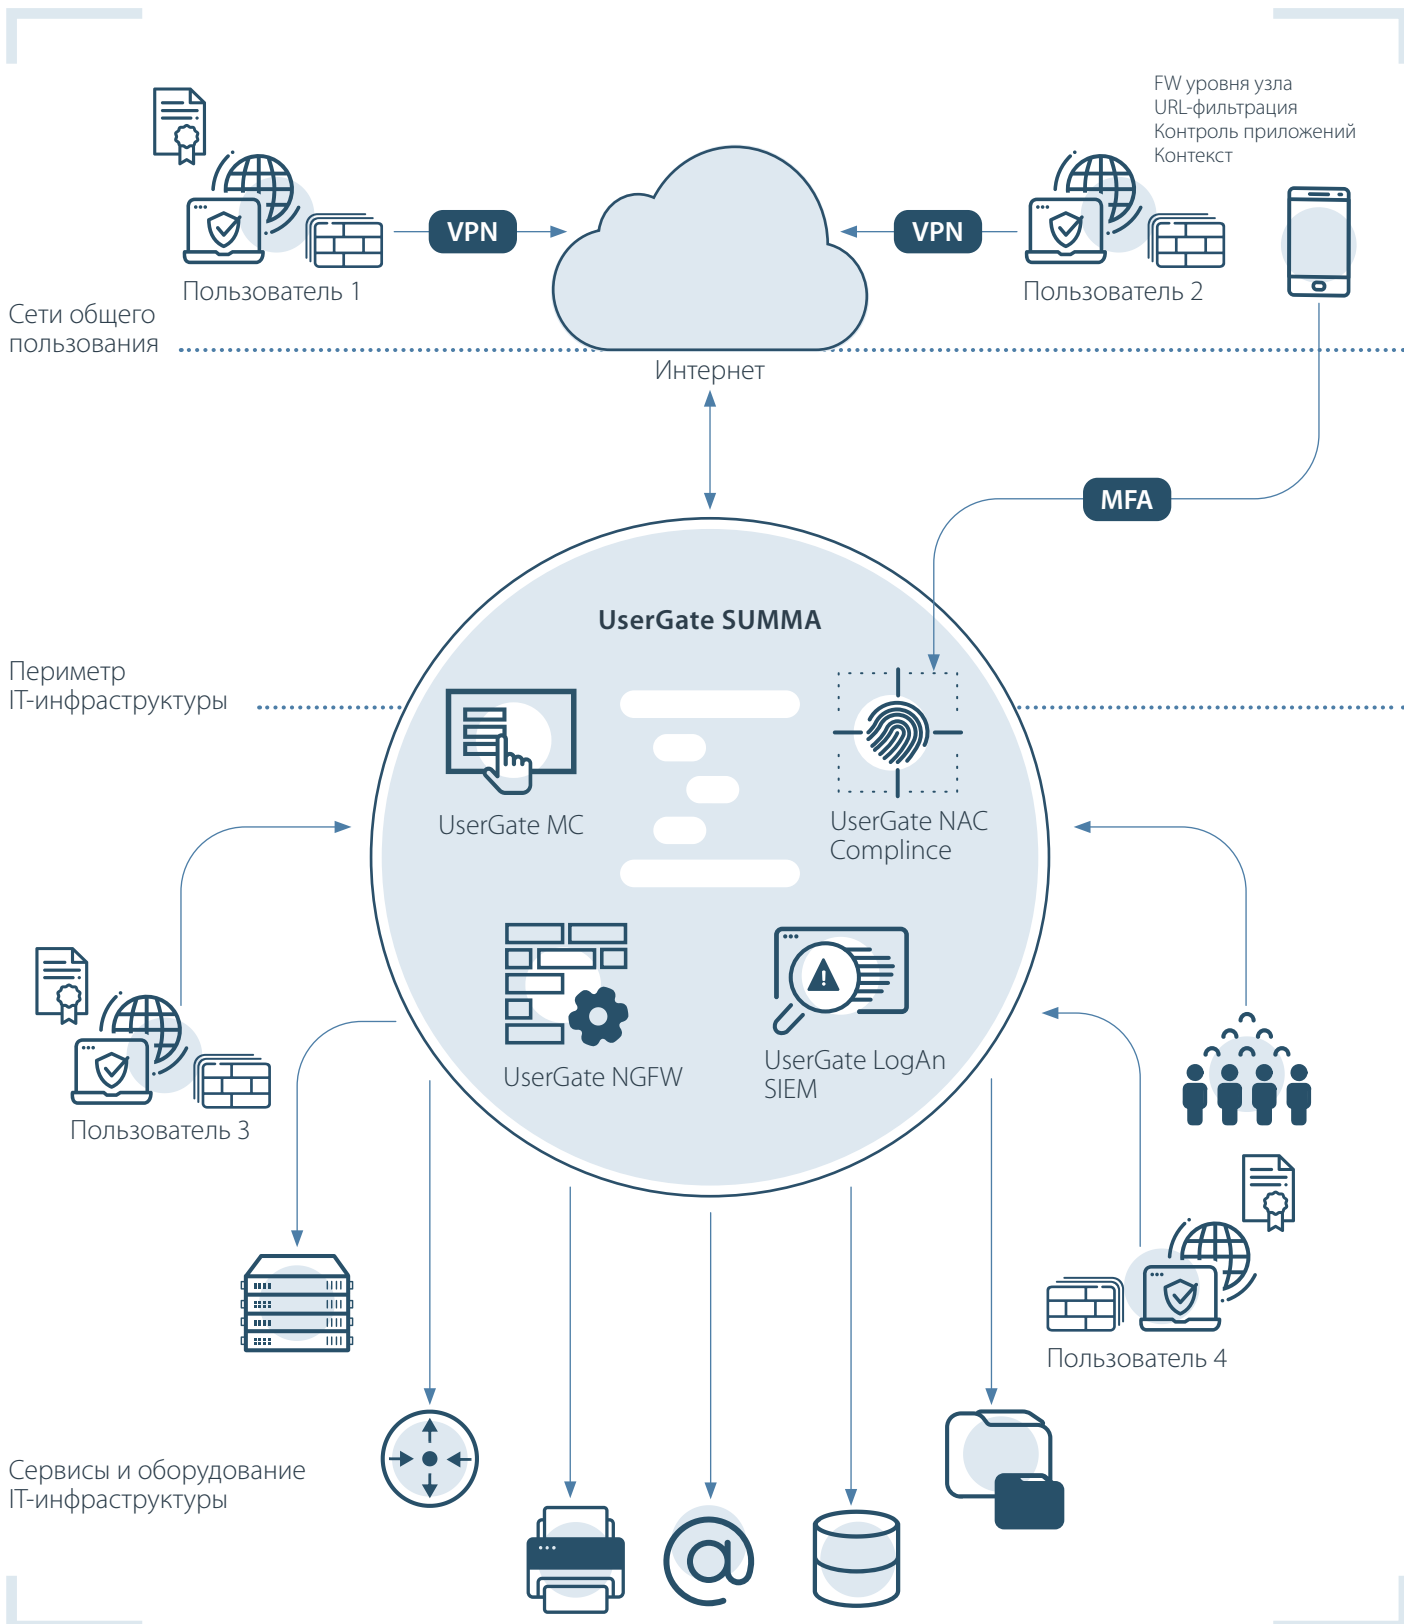 FW уровня узла
URL-фильтрация
Контроль приложений
Контекст
VPN
VPN
Пользователь 1
Пользователь 2
Сети общего
пользования
Интернет
MFA
UserGate SUMMA
Периметр
IT-инфраструктуры
UserGate MC
UserGate NAC
Complince
UserGate NGFW
UserGate LogAn
SIEM
Пользователь 3
Пользователь 4
Сервисы и оборудование
IT-инфраструктуры